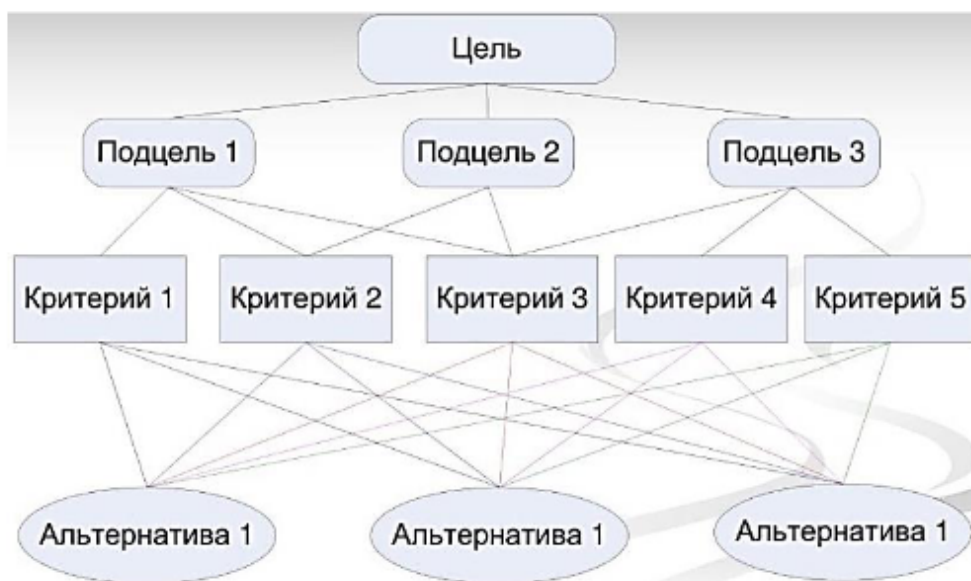 Цель
Подцель 1
Подцель 2
Подцель 3
Критерий 1
Критерий 2
Критерий 3
Критерий 4
Критерий 5
Альтернатива 1
Альтернатива 1
Альтернатива 1